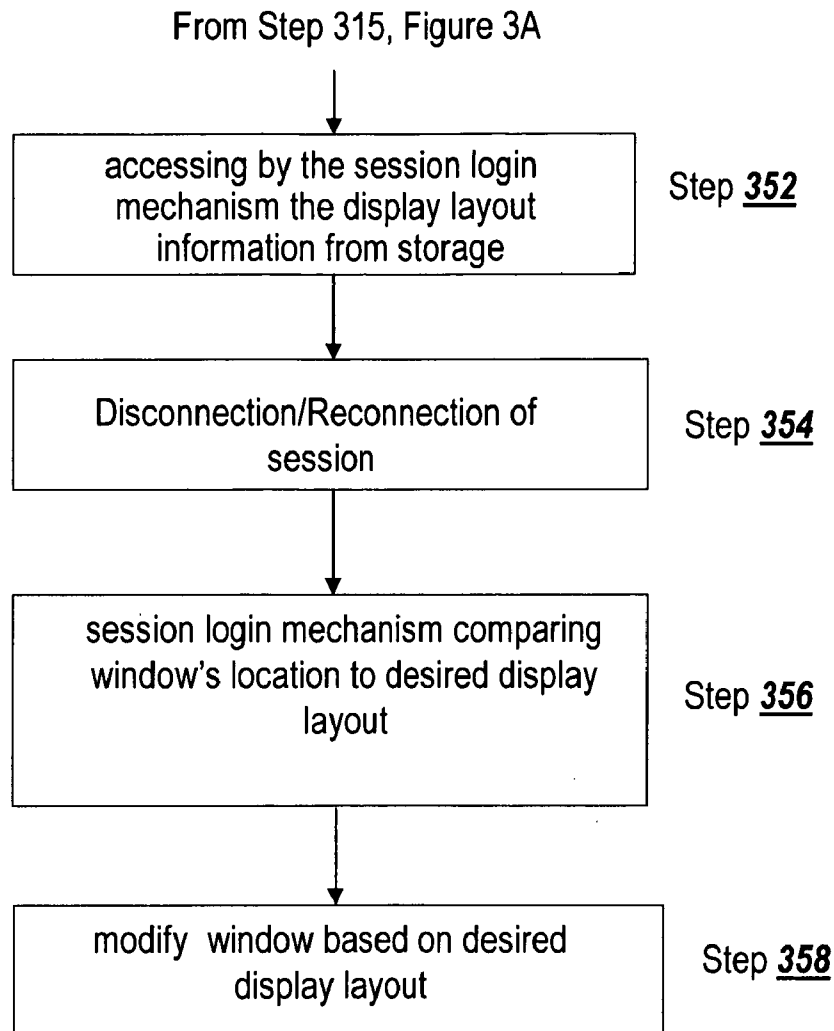 From Step 315, Figure 3A
accessing by the session login
mechanism the display layout
information from storage
Step 352
Disconnection/Reconnection of
session
Step 354
session login mechanism comparing
window's location to desired display
layout
Step 356
modify window based on desired
display layout
Step 358